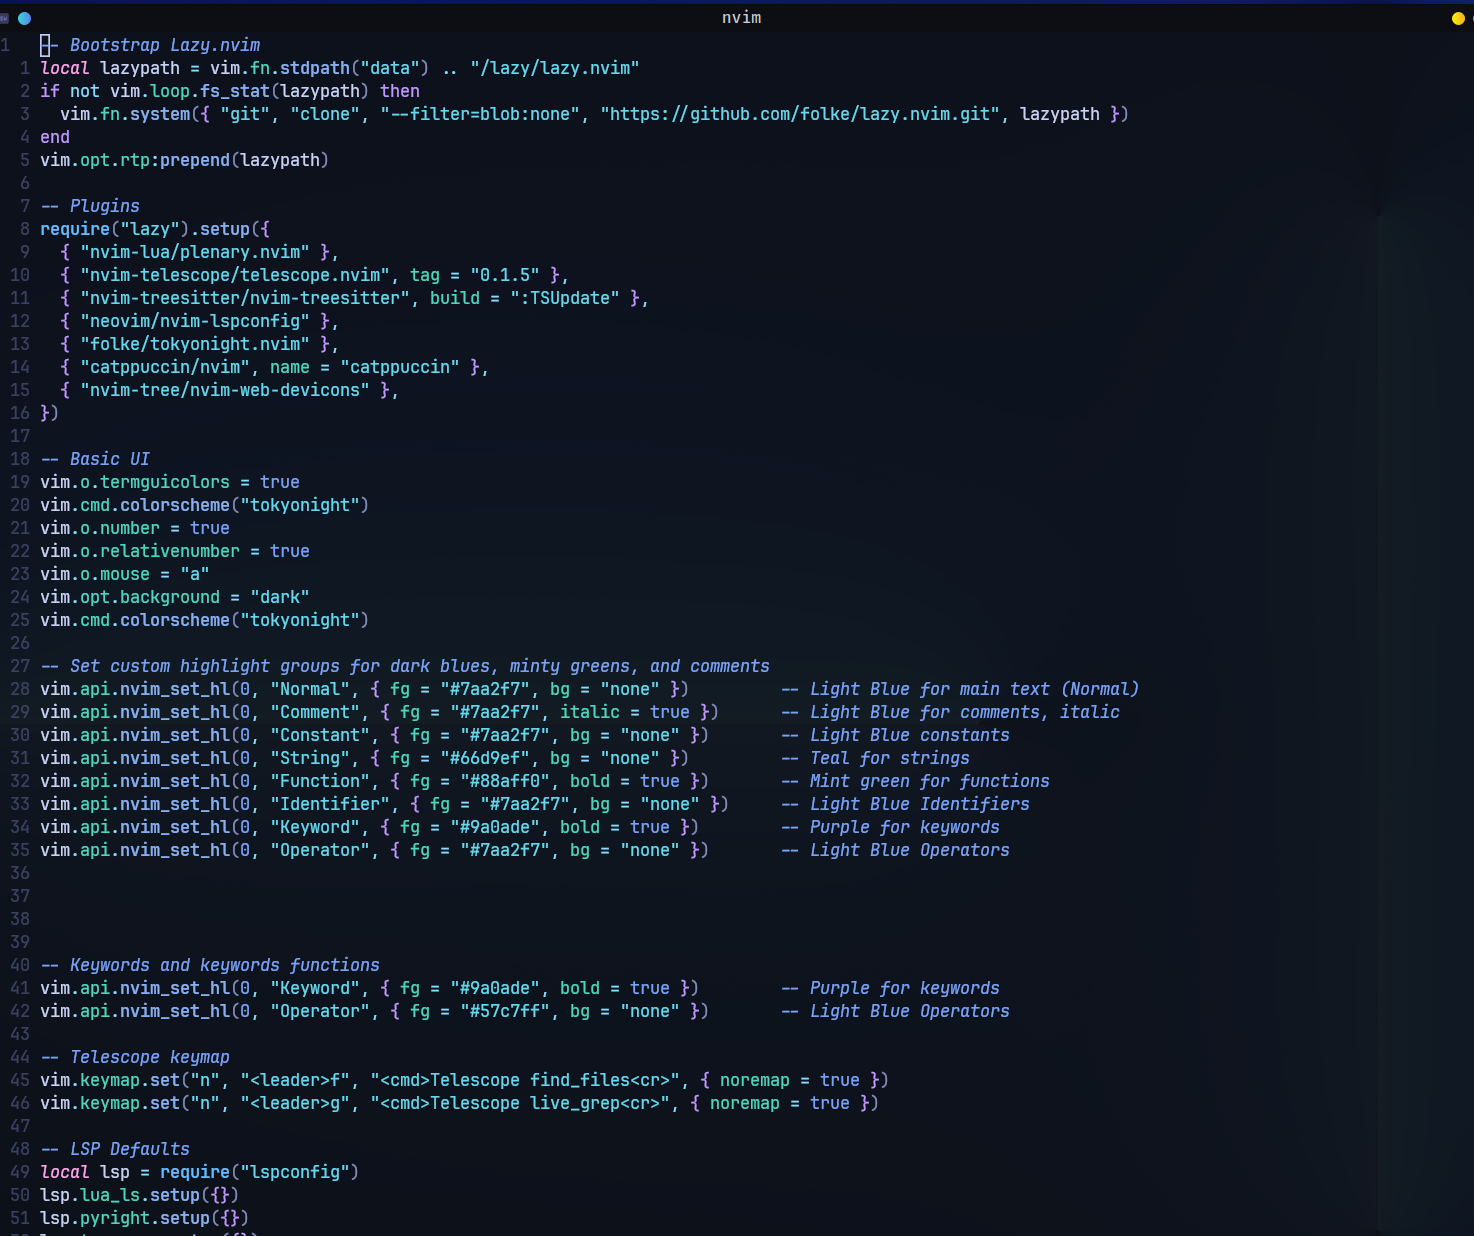 nvim
1 -- Bootstrap Lazy.nvim
1 local lazypath = vim.fn.stdpath("data") .. "/lazy/lazy.nvim"
2 if not vim.loop.fs_stat(lazypath) then
3   vim.fn.system({ "git", "clone", "--filter=blob:none", "https://github.com/folke/lazy.nvim.git", lazypath })
4 end
5 vim.opt.rtp:prepend(lazypath)
6
7 -- Plugins
8 require("lazy").setup({
9   { "nvim-lua/plenary.nvim" },
10   { "nvim-telescope/telescope.nvim", tag = "0.1.5" },
11   { "nvim-treesitter/nvim-treesitter", build = ":TSUpdate" },
12   { "neovim/nvim-lspconfig" },
13   { "folke/tokyonight.nvim" },
14   { "catppuccin/nvim", name = "catppuccin" },
15   { "nvim-tree/nvim-web-devicons" },
16 })
17
18 -- Basic UI
19 vim.o.termguicolors = true
20 vim.cmd.colorscheme("tokyonight")
21 vim.o.number = true
22 vim.o.relativenumber = true
23 vim.o.mouse = "a"
24 vim.opt.background = "dark"
25 vim.cmd.colorscheme("tokyonight")
26
27 -- Set custom highlight groups for dark blues, minty greens, and comments
28 vim.api.nvim_set_hl(0, "Normal", { fg = "#7aa2f7", bg = "none" })         -- Light Blue for main text (Normal)
29 vim.api.nvim_set_hl(0, "Comment", { fg = "#7aa2f7", italic = true })      -- Light Blue for comments, italic
30 vim.api.nvim_set_hl(0, "Constant", { fg = "#7aa2f7", bg = "none" })       -- Light Blue constants
31 vim.api.nvim_set_hl(0, "String", { fg = "#66d9ef", bg = "none" })         -- Teal for strings
32 vim.api.nvim_set_hl(0, "Function", { fg = "#88aff0", bold = true })       -- Mint green for functions
33 vim.api.nvim_set_hl(0, "Identifier", { fg = "#7aa2f7", bg = "none" })     -- Light Blue Identifiers
34 vim.api.nvim_set_hl(0, "Keyword", { fg = "#9a0ade", bold = true })        -- Purple for keywords
35 vim.api.nvim_set_hl(0, "Operator", { fg = "#7aa2f7", bg = "none" })       -- Light Blue Operators
36
37
38
39
40 -- Keywords and keywords functions
41 vim.api.nvim_set_hl(0, "Keyword", { fg = "#9a0ade", bold = true })        -- Purple for keywords
42 vim.api.nvim_set_hl(0, "Operator", { fg = "#57c7ff", bg = "none" })       -- Light Blue Operators
43
44 -- Telescope keymap
45 vim.keymap.set("n", "<leader>f", "<cmd>Telescope find_files<cr>", { noremap = true })
46 vim.keymap.set("n", "<leader>g", "<cmd>Telescope live_grep<cr>", { noremap = true })
47
48 -- LSP Defaults
49 local lsp = require("lspconfig")
50 lsp.lua_ls.setup({})
51 lsp.pyright.setup({})